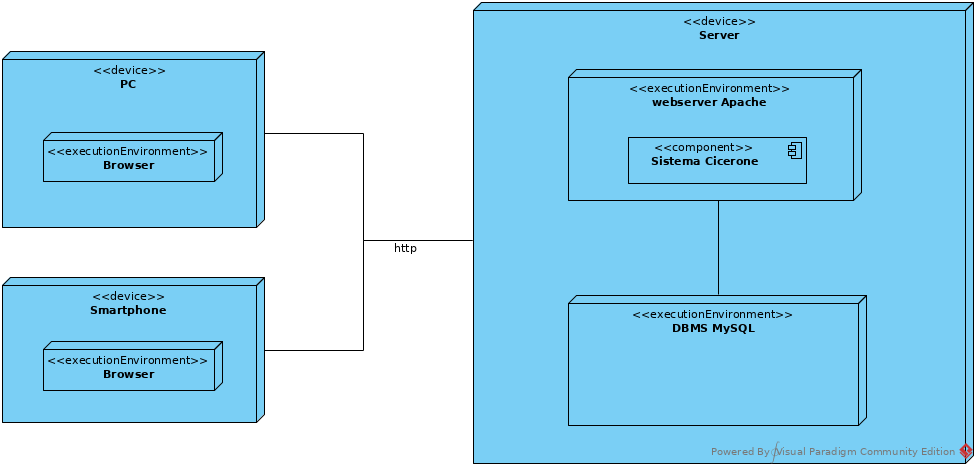 <<device>>
PC
<<executionEnvironment>>
Browser
<<device>>
Smartphone
<<executionEnvironment>>
Browser
http
<<device>>
Server
<<executionEnvironment>>
webserver Apache
<<component>>
Sistema Cicerone
<<executionEnvironment>>
DBMS MySQL
Powered By Visual Paradigm Community Edition